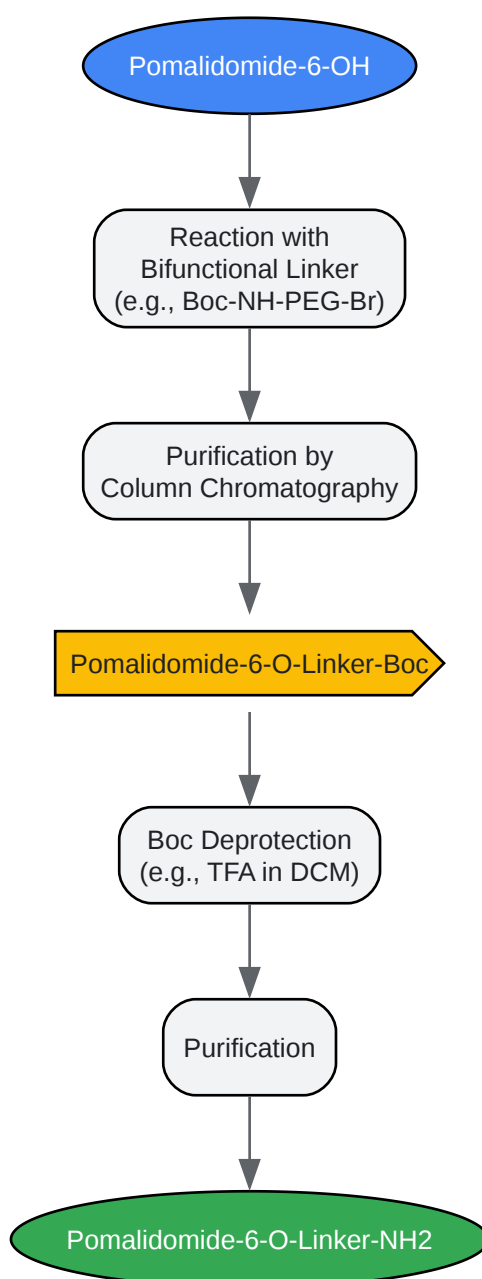 Pomalidomide-6-OH
Reaction with
Bifunctional Linker
(e.g., Boc-NH-PEG-Br)
Purification by
Column Chromatography
Pomalidomide-6-O-Linker-Boc
Boc Deprotection
(e.g., TFA in DCM)
Purification
Pomalidomide-6-O-Linker-NH2